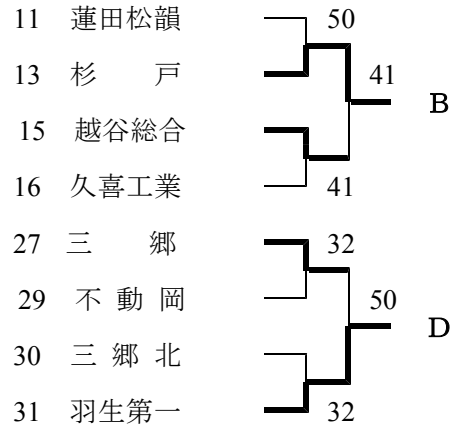 11 蓮田松韻 50
13 杉 戸 41
B
15 越谷総合
16 久喜工業 41
27 三 郷 32
29 不 動 岡 50
D
30 三 郷 北
31 羽生第一 32